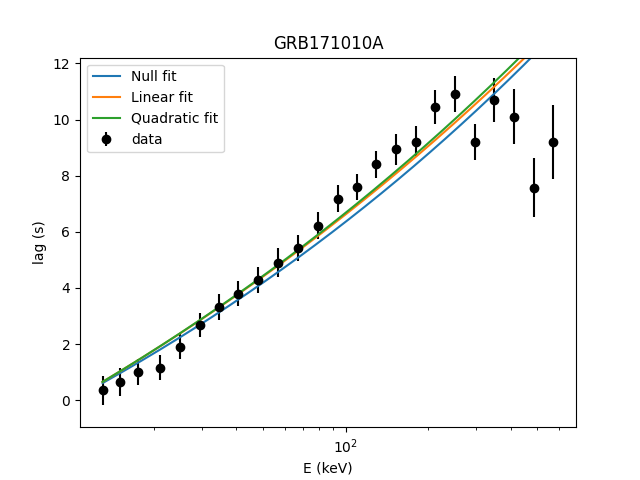 GRB171010A
Null fit
Linear fit
Quadratic fit
data
12
10
8
6
4
2
0
lag (s)
10²
E (keV)